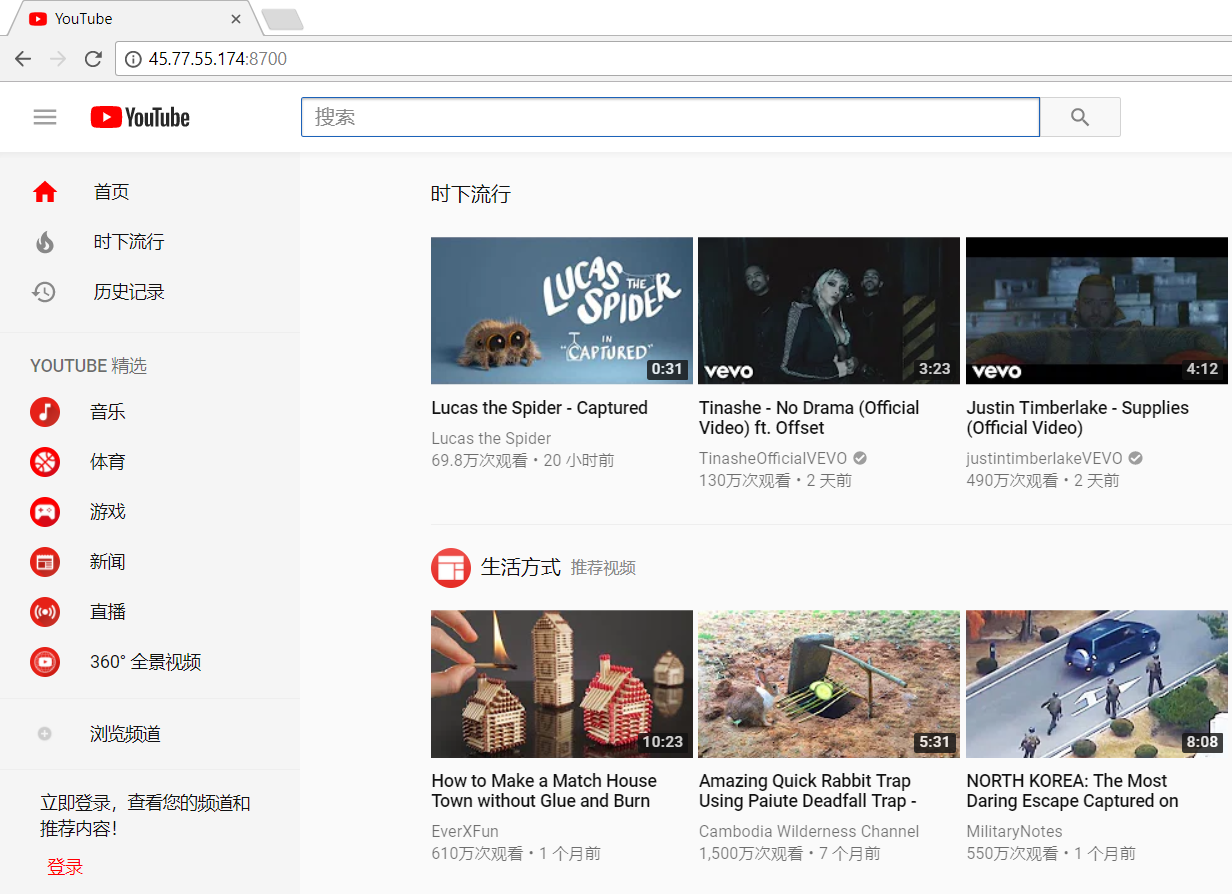 YouTube
45.77.55.174:8700
YouTube
搜索
首页
时下流行
历史记录
YOUTUBE 精选
音乐
体育
游戏
新闻
直播
360° 全景视频
浏览频道
立即登录，查看您的频道和
推荐内容！
登录
时下流行
LUCAS
THE
SPIDER
IN
"CAPTURED"
0:31
vevo
3:23
vevo
4:12
Lucas the Spider - Captured
Lucas the Spider
69.8万次观看 • 20 小时前
Tinashe - No Drama (Official
Video) ft. Offset
TinasheOfficialVEVO
130万次观看 • 2 天前
Justin Timberlake - Supplies
(Official Video)
justintimberlakeVEVO
490万次观看 • 2 天前
生活方式 推荐视频
10:23
5:31
8:08
How to Make a Match House
Town without Glue and Burn
EverXFun
610万次观看 • 1 个月前
Amazing Quick Rabbit Trap
Using Paiute Deadfall Trap -
Cambodia Wilderness Channel
1,500万次观看 • 7 个月前
NORTH KOREA: The Most
Daring Escape Captured on
MilitaryNotes
550万次观看 • 1 个月前